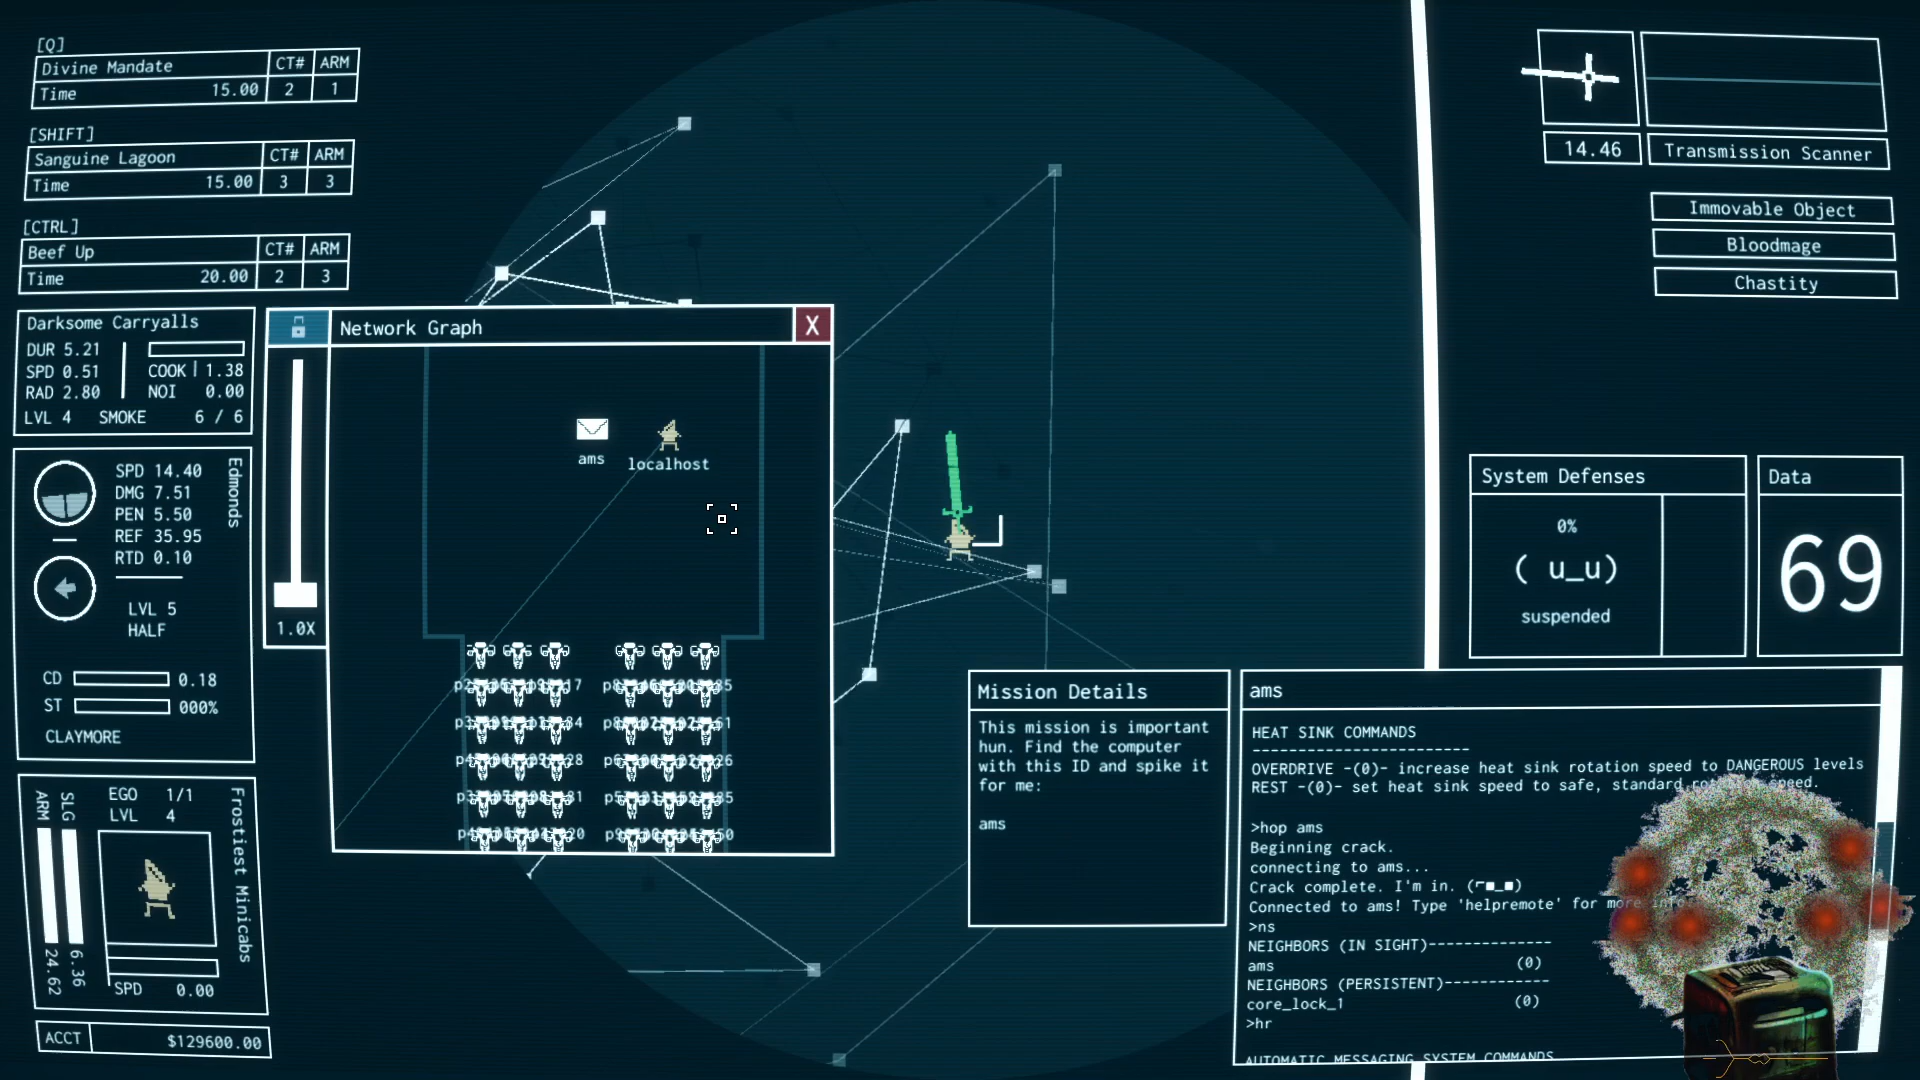 [Q]
Divine Mandate CT# ARM
Time 15.00 2 1
[SHIFT]
Sanguine Lagoon CT# ARM
Time 15.00 3 3
[CTRL]
Beef Up CT# ARM
Time 20.00 2 3
Darksome Carryalls
DUR 5.21
SPD 0.51 COOK 1.38
RAD 2.80 NOI 0.00
LVL 4 SMOKE 6 / 6
Edmonds
SPD 14.40
DMG 7.51
PEN 5.50
REF 35.95
RTD 0.10
LVL 5
HALF
CD 0.18
ST 000%
CLAYMORE
ARM SLG EGO 1/1
LVL 4
Frostiest Minicabs
24.62 6.36
SPD 0.00
ACCT $129600.00
Network Graph X
1.0X
ams
localhost
14.46 Transmission Scanner
Immovable Object
Bloodmage
Chastity
System Defenses
0%
( u_u)
suspended
Data
69
Mission Details
This mission is important
hun. Find the computer
with this ID and spike it
for me:
ams
ams
HEAT SINK COMMANDS
------------------------
OVERDRIVE -(0)- increase heat sink rotation speed to DANGEROUS levels
REST -(0)- set heat sink speed to safe, standard rotation speed.
>hop ams
Beginning crack.
connecting to ams...
Crack complete. I'm in. (⌐■_■)
Connected to ams! Type 'helpremote' for more info
>ns
NEIGHBORS (IN SIGHT)--------------
ams (0)
NEIGHBORS (PERSISTENT)------------
core_lock_1 (0)
>hr
AUTOMATIC MESSAGING SYSTEM COMMANDS